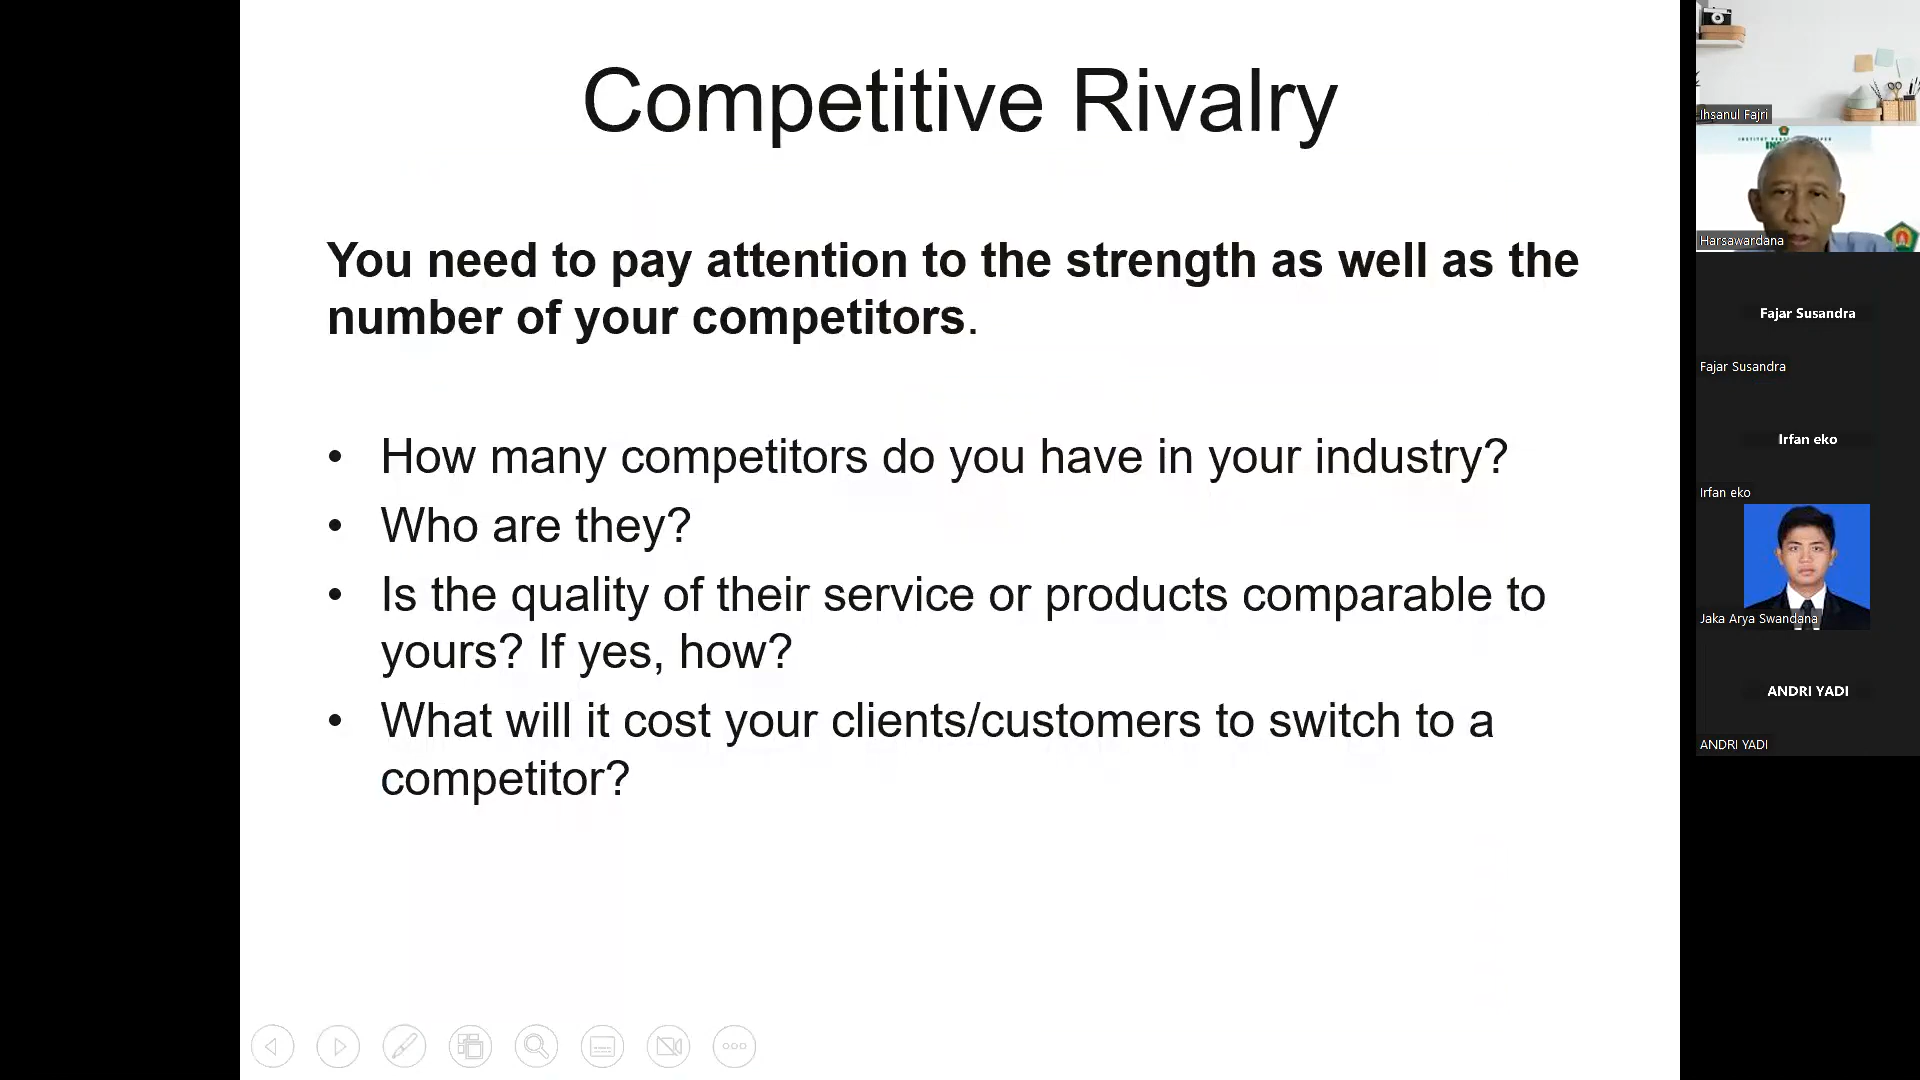 Competitive Rivalry
You need to pay attention to the strength as well as the
number of your competitors.
• How many competitors do you have in your industry?
• Who are they?
• Is the quality of their service or products comparable to
yours? If yes, how?
• What will it cost your clients/customers to switch to a
competitor?
Ihsanul Fajri
Harsawardana
Fajar Susandra
Fajar Susandra
Irfan eko
Irfan eko
Jaka Arya Swandana
ANDRI YADI
ANDRI YADI